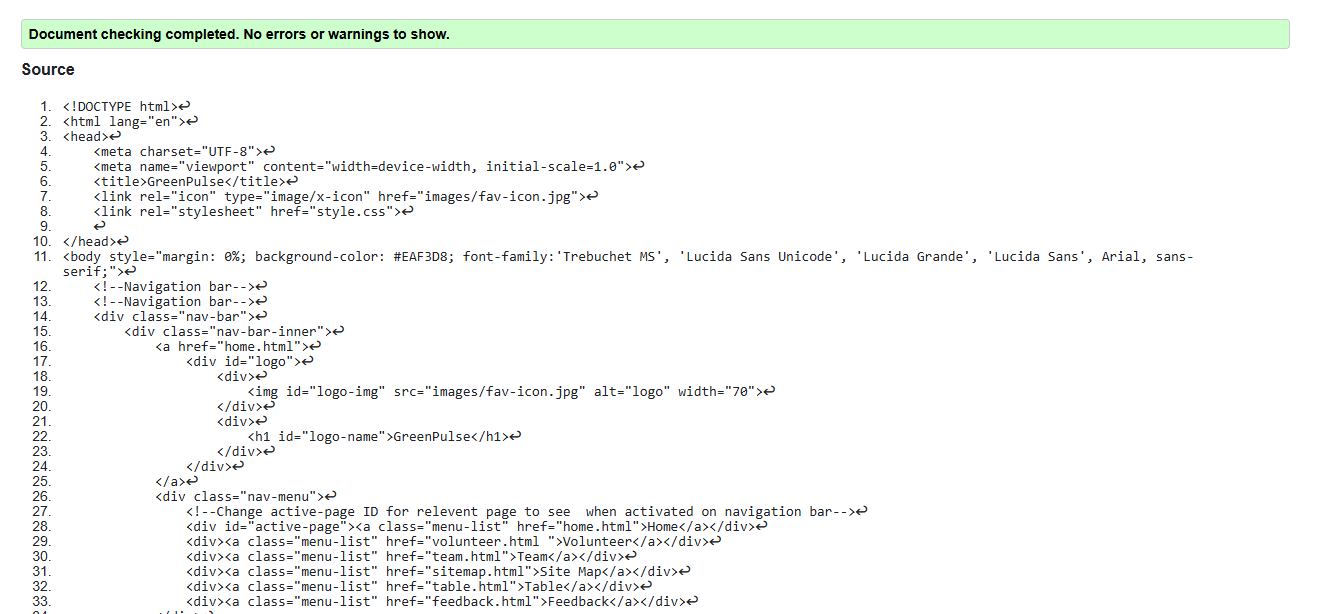 Document checking completed. No errors or warnings to show.
Source
1. <!DOCTYPE html>↩
2. <html lang="en">↩
3. <head>↩
4.     <meta charset="UTF-8">↩
5.     <meta name="viewport" content="width=device-width, initial-scale=1.0">↩
6.     <title>GreenPulse</title>↩
7.     <link rel="icon" type="image/x-icon" href="images/fav-icon.jpg">↩
8.     <link rel="stylesheet" href="style.css">↩
9.     ↩
10. </head>↩
11. <body style="margin: 0%; background-color: #EAF3D8; font-family:'Trebuchet MS', 'Lucida Sans Unicode', 'Lucida Grande', 'Lucida Sans', Arial, sans-
serif;">↩
12.     <!--Navigation bar-->↩
13.     <!--Navigation bar-->↩
14.     <div class="nav-bar">↩
15.         <div class="nav-bar-inner">↩
16.             <a href="home.html">↩
17.                 <div id="logo">↩
18.                     <div>↩
19.                         <img id="logo-img" src="images/fav-icon.jpg" alt="logo" width="70">↩
20.                     </div>↩
21.                     <div>↩
22.                         <h1 id="logo-name">GreenPulse</h1>↩
23.                     </div>↩
24.                 </div>↩
25.             </a>↩
26.             <div class="nav-menu">↩
27.                 <!--Change active-page ID for relevent page to see  when activated on navigation bar-->↩
28.                 <div id="active-page"><a class="menu-list" href="home.html">Home</a></div>↩
29.                 <div><a class="menu-list" href="volunteer.html ">Volunteer</a></div>↩
30.                 <div><a class="menu-list" href="team.html">Team</a></div>↩
31.                 <div><a class="menu-list" href="sitemap.html">Site Map</a></div>↩
32.                 <div><a class="menu-list" href="table.html">Table</a></div>↩
33.                 <div><a class="menu-list" href="feedback.html">Feedback</a></div>↩